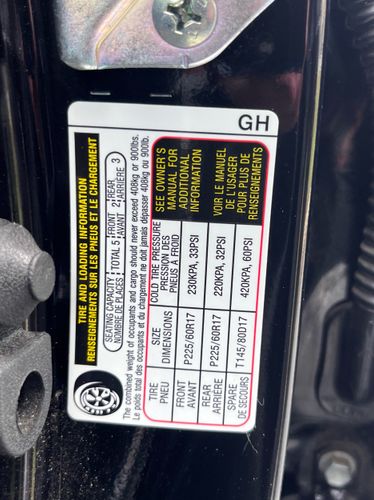 GH
TIRE AND LOADING INFORMATION
RENSEIGNEMENTS SUR LES PNEUS ET LE CHARGEMENT
SEATING CAPACITY
NOMBRE DE PLACES
TOTAL 5
FRONT
AVANT 2
REAR
ARRIÈRE 3
The combined weight of occupants and cargo should never exceed 408kg or 900lbs.
Le poids total des occupants et du chargement ne doit jamais dépasser 408kg ou 900lb.
TIRE
PNEU
SIZE
DIMENSIONS
COLD TIRE PRESSURE
PRESSION DES
PNEUS À FROID
SEE OWNER'S
MANUAL FOR
ADDITIONAL
INFORMATION
FRONT
AVANT
P225/60R17
230KPA, 33PSI
REAR
ARRIÈRE
P225/60R17
220KPA, 32PSI
VOIR LE MANUEL
DE L'USAGER
POUR PLUS DE
RENSEIGNEMENTS
SPARE
DE SECOURS
T145/80D17
420KPA, 60PSI